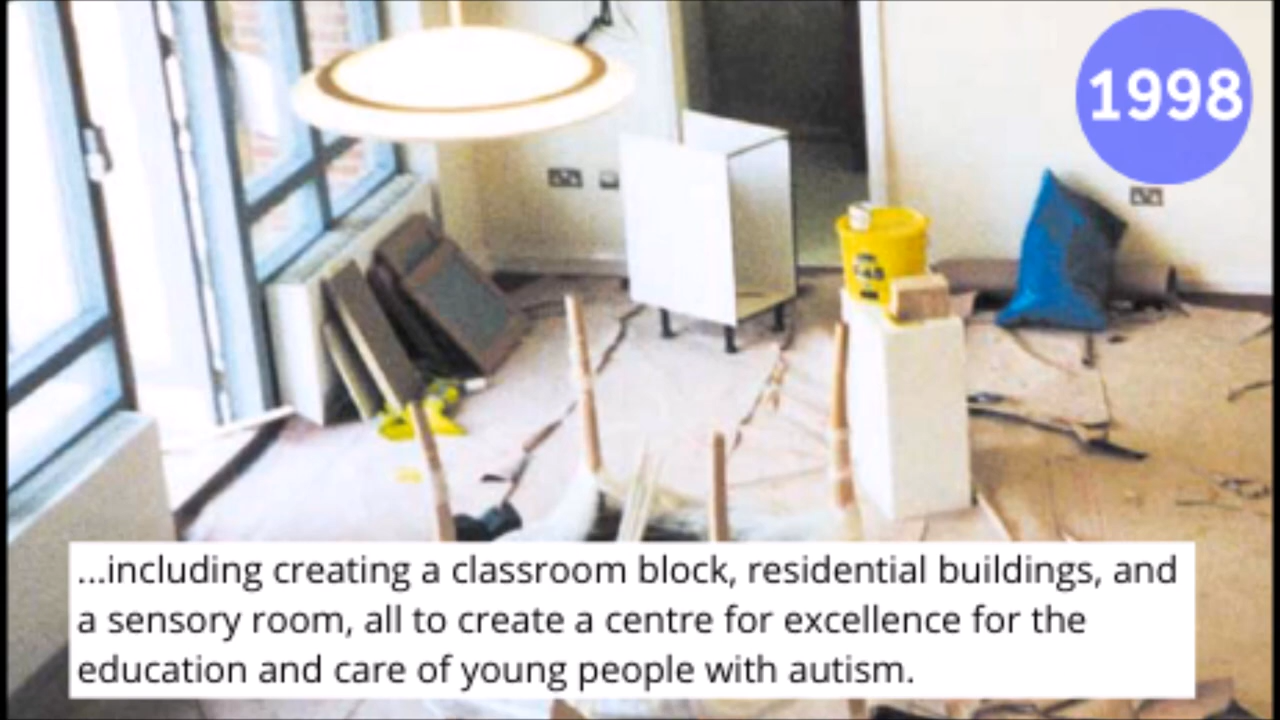 1998
...including creating a classroom block, residential buildings, and
a sensory room, all to create a centre for excellence for the
education and care of young people with autism.